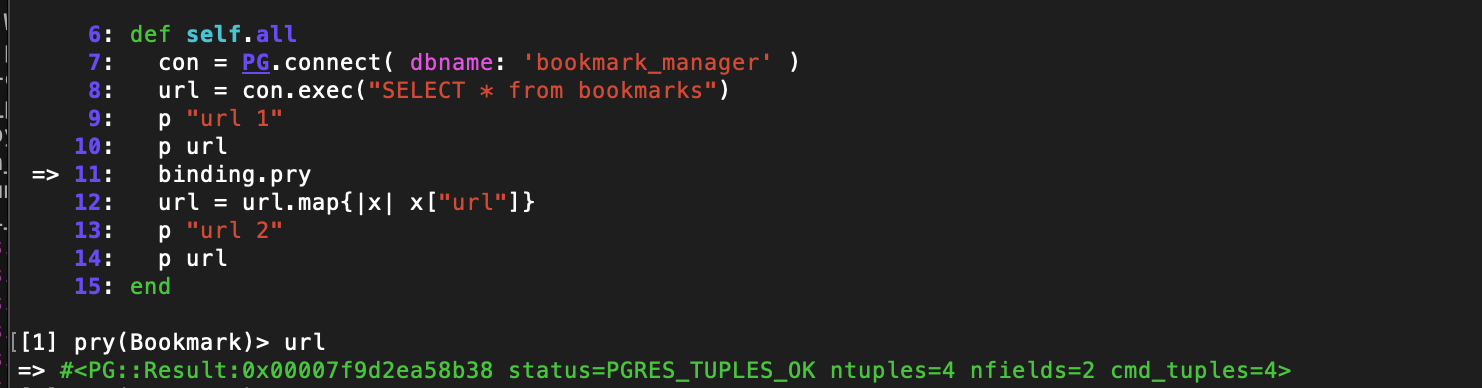 6: def self.all
7: con = PG.connect( dbname: 'bookmark_manager' )
8: url = con.exec("SELECT * from bookmarks")
9: p "url 1"
10: p url
=> 11: binding.pry
12: url = url.map{|x| x["url"]}
13: p "url 2"
14: p url
15: end
[[1] pry(Bookmark)> url
=> #<PG::Result:0x00007f9d2ea58b38 status=PGRES_TUPLES_OK ntuples=4 nfields=2 cmd_tuples=4>